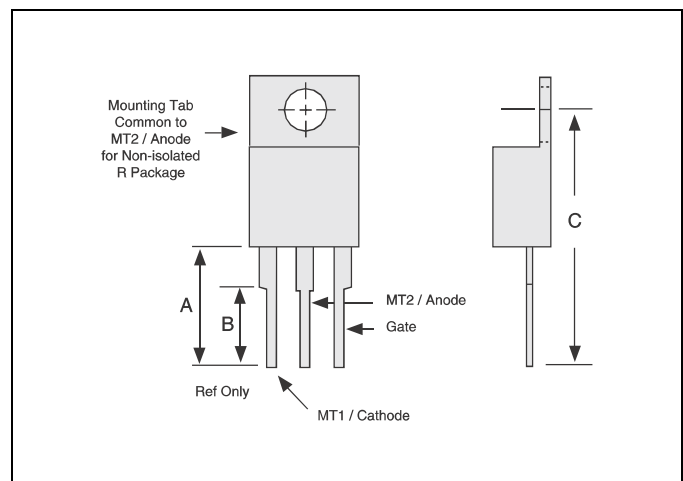 Mounting Tab
Common to
MT2 / Anode
for Non-isolated
R Package
C
A
B
MT2 / Anode
Gate
Ref Only
MT1 / Cathode